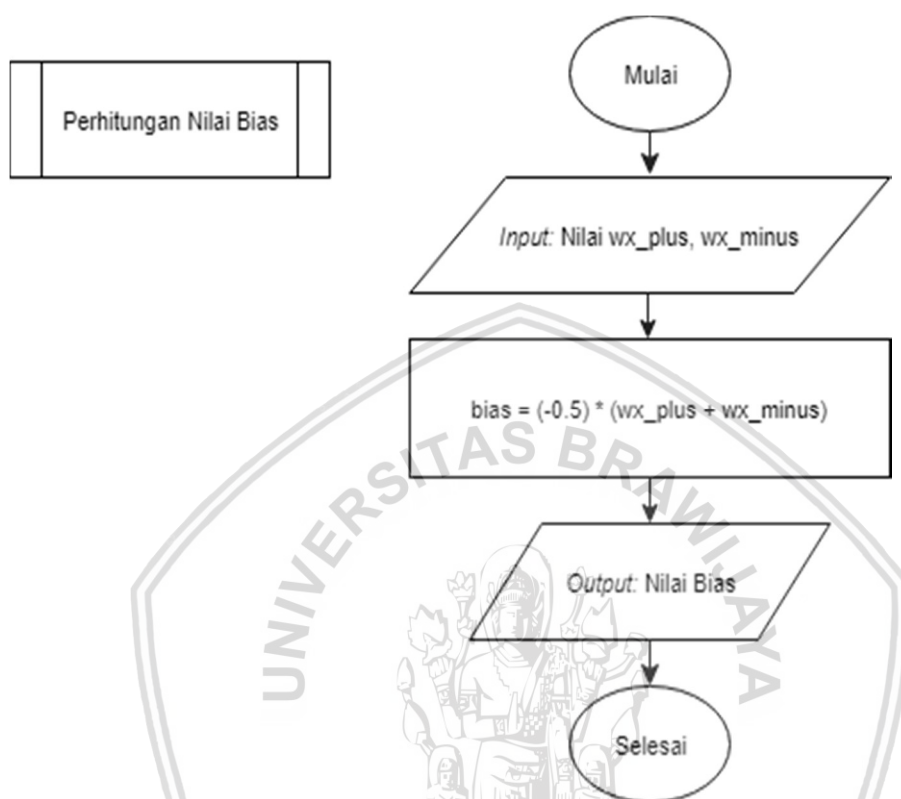 Perhitungan Nilai Bias
Mulai
Input: Nilai wx_plus, wx_minus
bias = (-0.5) * (wx_plus + wx_minus)
Output: Nilai Bias
Selesai
UNIVERSITAS BRAWIJAYA